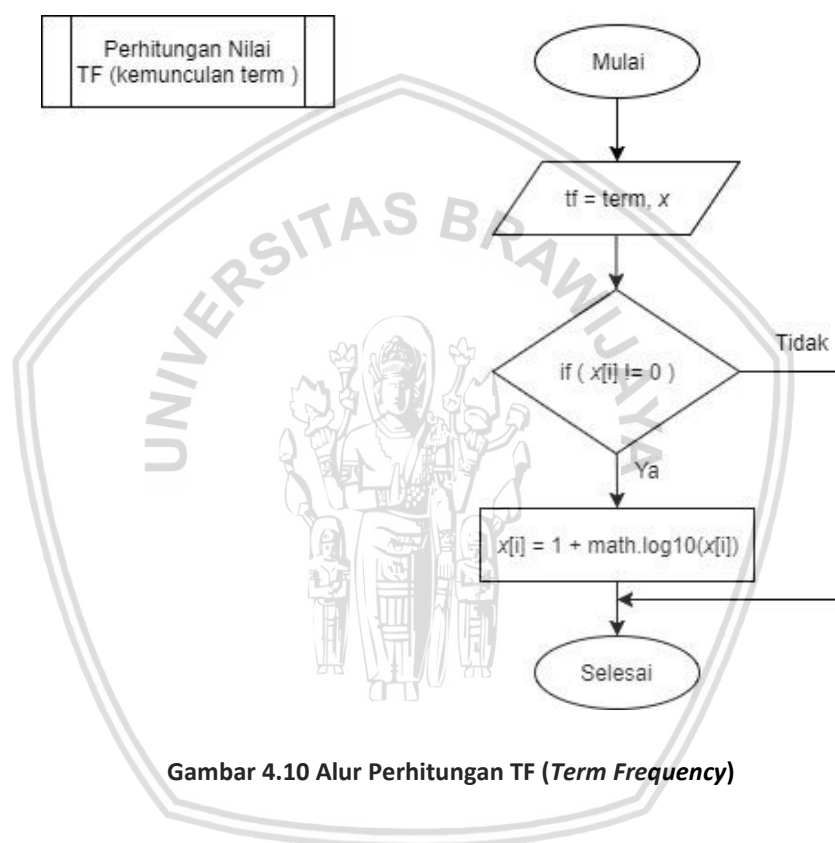 Perhitungan Nilai
TF (kemunculan term )
Mulai
tf = term, x
if ( x[i] != 0 )
Tidak
Ya
x[i] = 1 + math.log10(x[i])
Selesai
UNIVERSITAS BRAWIJAYA
Gambar 4.10 Alur Perhitungan TF (Term Frequency)